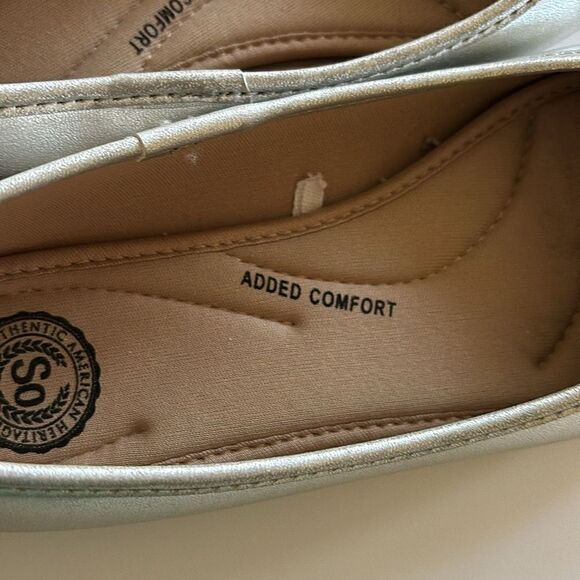 COMFORT
ADDED COMFORT
AUTHENTIC AMERICAN HERITAGE
So